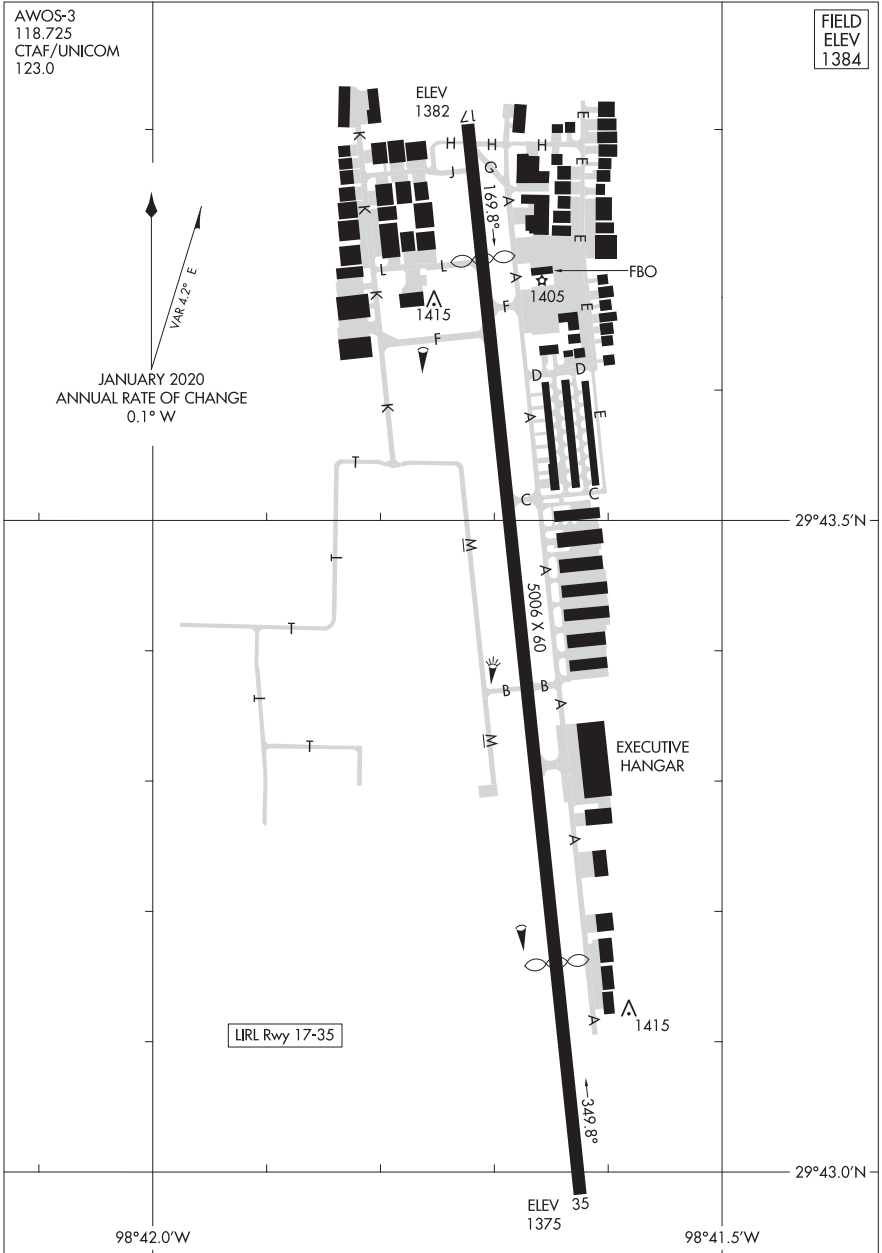 AWOS-3
118.725
CTAF/UNICOM
123.0
FIELD
ELEV
1384
ELEV
1382
17
K
H
H
H
E
J
G
E
169.8°
A
K
E
L
L
A
FBO
1405
K
1415
F
E
F
VAR 4.2° E
JANUARY 2020
ANNUAL RATE OF CHANGE
0.1° W
D
D
K
A
E
T
C
C
29°43.5'N
M
T
A
5006 X 60
T
B
B
T
A
M
T
EXECUTIVE
HANGAR
A
LIRL Rwy 17-35
A
1415
349.8°
29°43.0'N
ELEV
1375
35
98°42.0'W
98°41.5'W